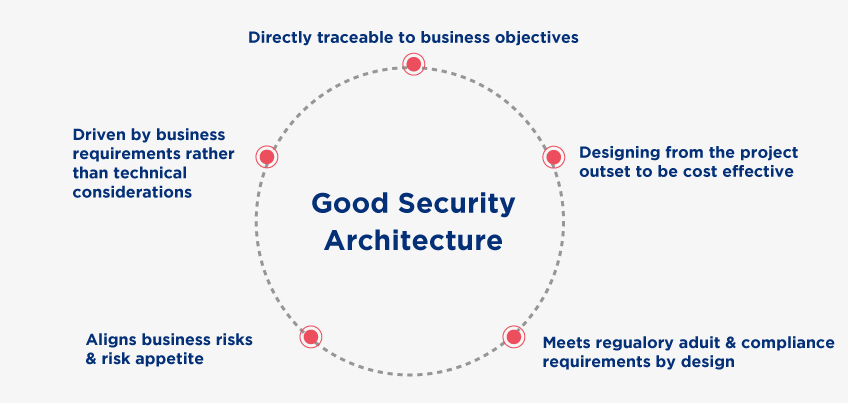 Directly traceable to business objectives
Driven by business
requirements rather
than technical
considerations
Designing from the project
outset to be cost effective
Good Security
Architecture
Aligns business risks
& risk appetite
Meets regualory aduit & compliance
requirements by design